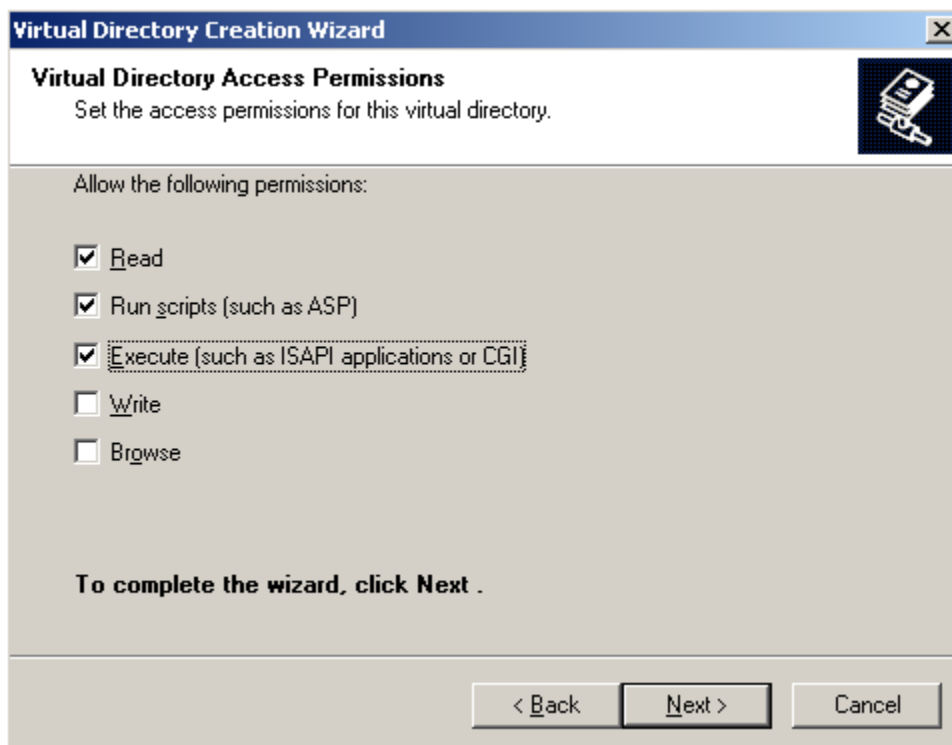 Virtual Directory Creation Wizard
Virtual Directory Access Permissions
Set the access permissions for this virtual directory.
Allow the following permissions:
Read
Run scripts (such as ASP)
Execute (such as ISAPI applications or CGI)
Write
Browse
To complete the wizard, click Next .
< Back Next > Cancel